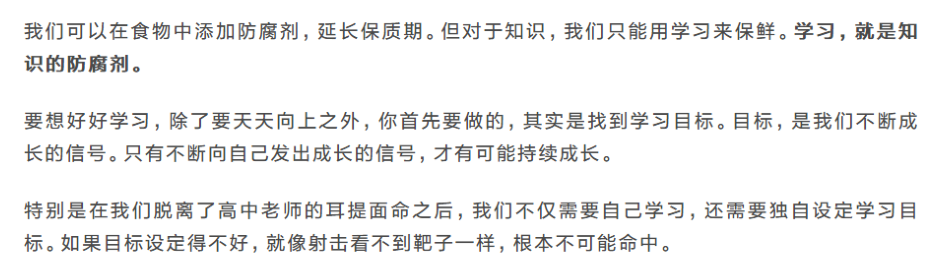 我们可以在食物中添加防腐剂，延长保质期。但对于知识，我们只能用学习来保鲜。学习，就是知
识的防腐剂。
要想好好学习，除了要天天向上之外，你首先要做的，其实是找到学习目标。目标，是我们不断成
长的信号。只有不断向自己发出成长的信号，才有可能持续成长。
特别是在我们脱离了高中老师的耳提面命之后，我们不仅需要自己学习，还需要独自设定学习目
标。如果目标设定得不好，就像射击看不到靶子一样，根本不可能命中。